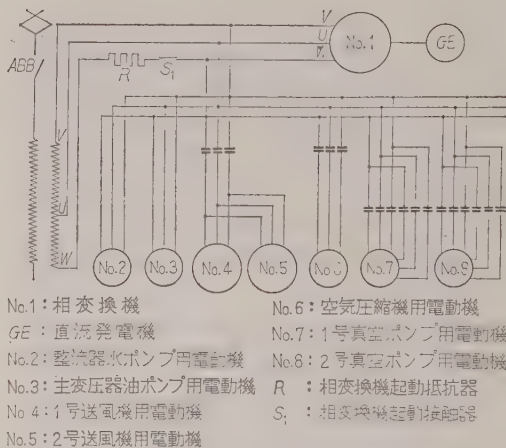 V
U
ABB
R
S₁
No.1
GE
V
U
W
No.2
No.3
No.4
No.5
No.7
No.1：相変換機
GE：直流発電機
No.2：整流器水ポンプ用電動機
No.3：主変圧器油ポンプ用電動機
No 4：1号送風機用電動機
No.5：2号送風機用電動機
No.6：空気圧縮機用電動機
No.7：1号真空ポンプ用電動機
No.8：2号真空ポンプ用電動機
R：相変換機起動抵抗器
S₁：相変換機起動接触器